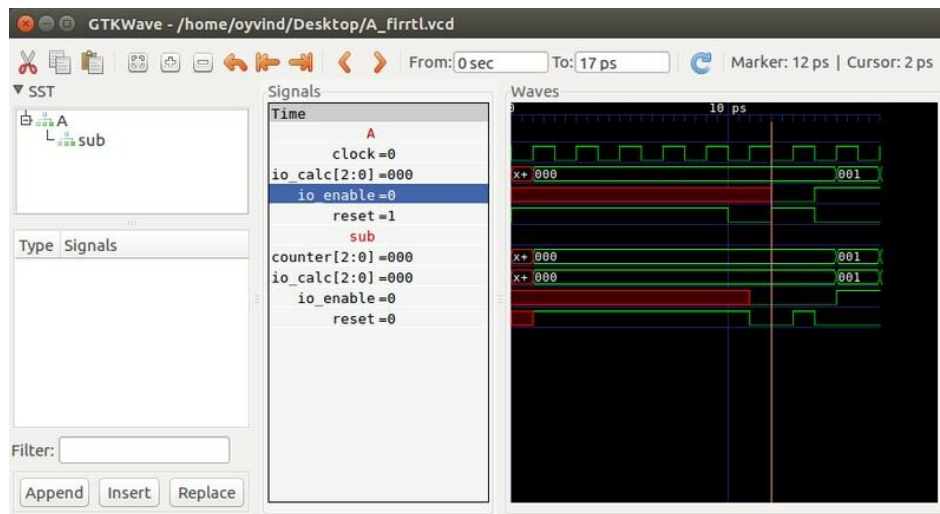 GTKWave - /home/oyvind/Desktop/A_firrtl.vcd
From: 0 sec To: 17 ps Marker: 12 ps | Cursor: 2 ps
SST
A
sub
Type Signals
Filter:
Append Insert Replace
Signals
Time
A
clock=0
io_calc[2:0]=000
io_enable=0
reset=1
sub
counter[2:0]=000
io_calc[2:0]=000
io_enable=0
reset=0
Waves
0 10 ps
x+ 000 001
x+ 000 001
x+ 000 001